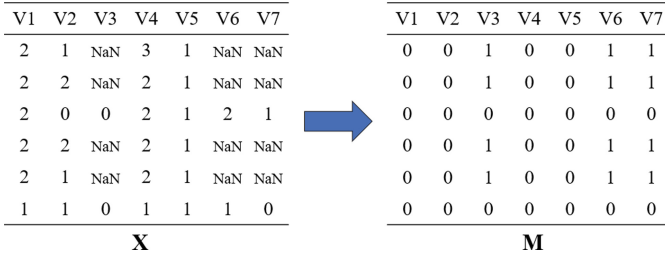 V1 V2 V3 V4 V5 V6 V7 V1 V2 V3 V4 V5 V6 V7
2 1 NaN 3 1 NaN NaN 0 0 1 0 0 1 1
2 2 NaN 2 1 NaN NaN 0 0 1 0 0 1 1
2 0 0 2 1 2 1 0 0 0 0 0 0 0
2 2 NaN 2 1 NaN NaN 0 0 1 0 0 1 1
2 1 NaN 2 1 NaN NaN 0 0 1 0 0 1 1
1 1 0 1 1 1 0 0 0 0 0 0 0 0
X M